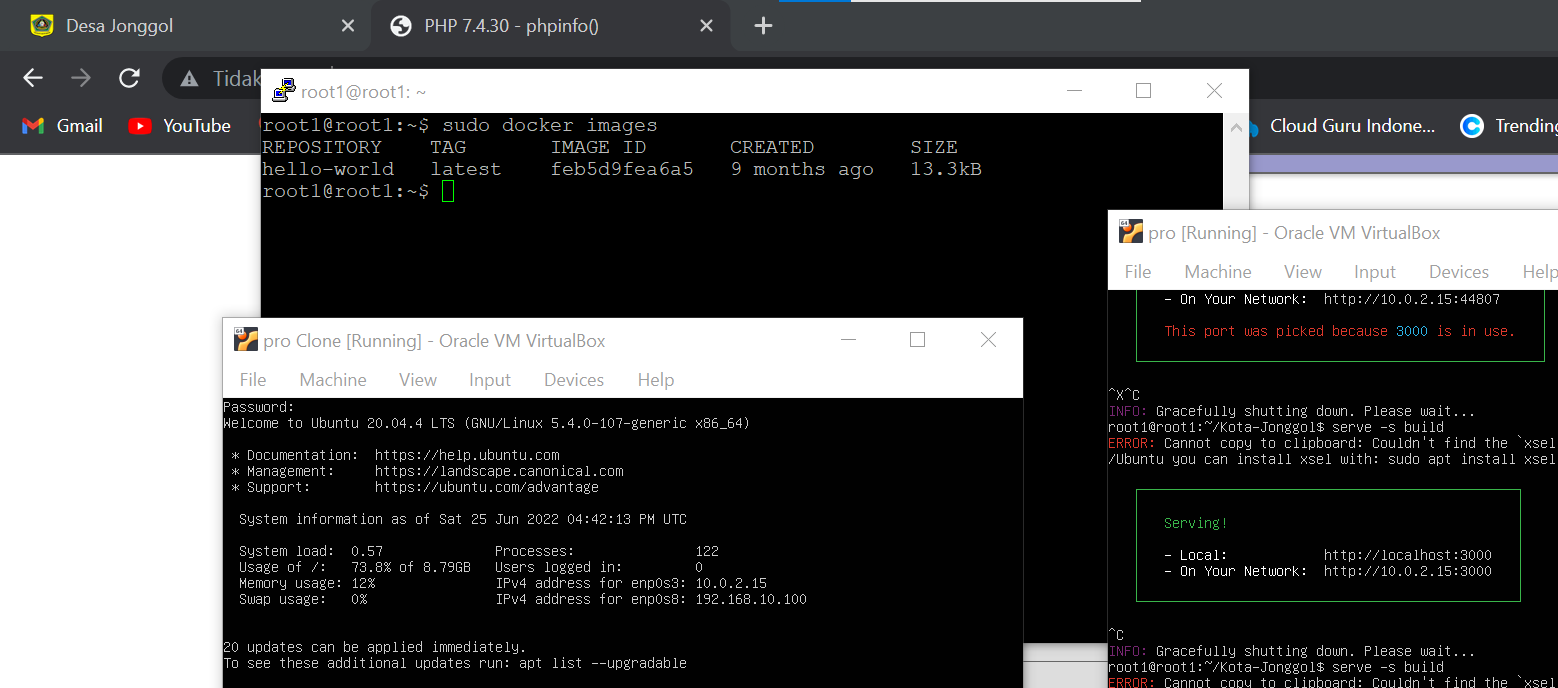 Desa Jonggol
PHP 7.4.30 - phpinfo()
Tidak
Gmail
YouTube
Cloud Guru Indone...
Trending
root1@root1: ~
root1@root1:~$ sudo docker images
REPOSITORY TAG IMAGE ID CREATED SIZE
hello-world latest feb5d9fea6a5 9 months ago 13.3kB
root1@root1:~$
pro [Running] - Oracle VM VirtualBox
File Machine View Input Devices Help
- On Your Network: http://10.0.2.15:44807
This port was picked because 3000 is in use.
^X^C
INFO: Gracefully shutting down. Please wait...
root1@root1:~/Kota-Jonggol$ serve -s build
ERROR: Cannot copy to clipboard: Couldn't find the `xsel
/Ubuntu you can install xsel with: sudo apt install xsel
Serving!
- Local: http://localhost:3000
- On Your Network: http://10.0.2.15:3000
^C
INFO: Gracefully shutting down. Please wait...
root1@root1:~/Kota-Jonggol$ serve -s build
ERROR: Cannot copy to clipboard: Couldn't find the `xsel
pro Clone [Running] - Oracle VM VirtualBox
File Machine View Input Devices Help
Password:
Welcome to Ubuntu 20.04.4 LTS (GNU/Linux 5.4.0-107-generic x86_64)
* Documentation: https://help.ubuntu.com
* Management: https://landscape.canonical.com
* Support: https://ubuntu.com/advantage
System information as of Sat 25 Jun 2022 04:42:13 PM UTC
System load: 0.57 Processes: 122
Usage of /: 73.8% of 8.79GB Users logged in: 0
Memory usage: 12% IPv4 address for enp0s3: 10.0.2.15
Swap usage: 0% IPv4 address for enp0s8: 192.168.10.100
20 updates can be applied immediately.
To see these additional updates run: apt list --upgradable